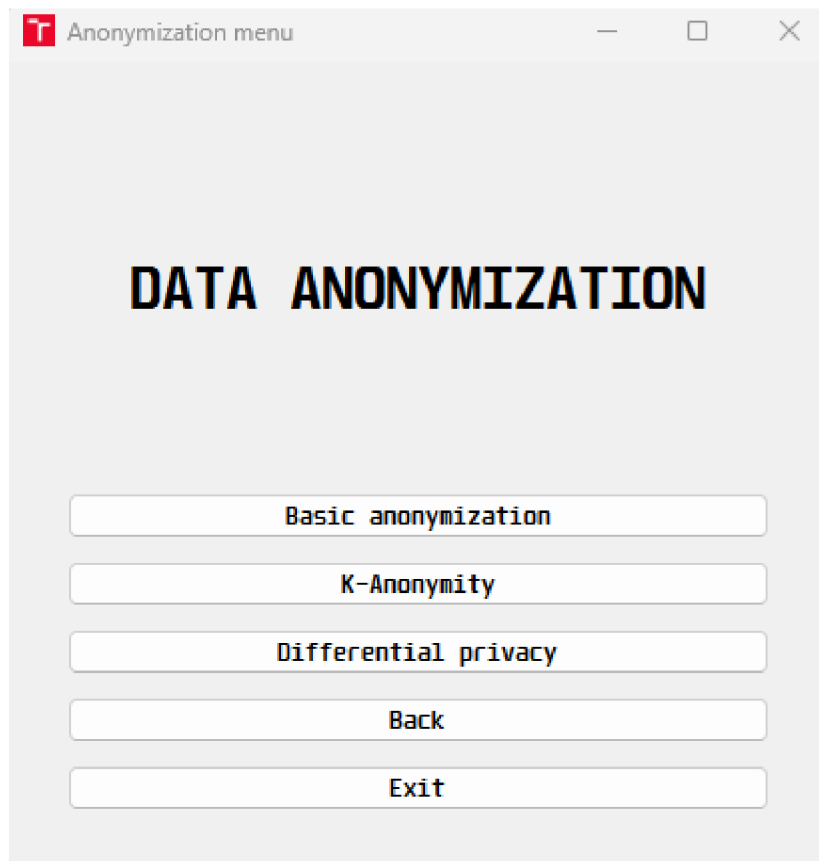 Anonymization menu
DATA ANONYMIZATION
Basic anonymization
K-Anonymity
Differential privacy
Back
Exit